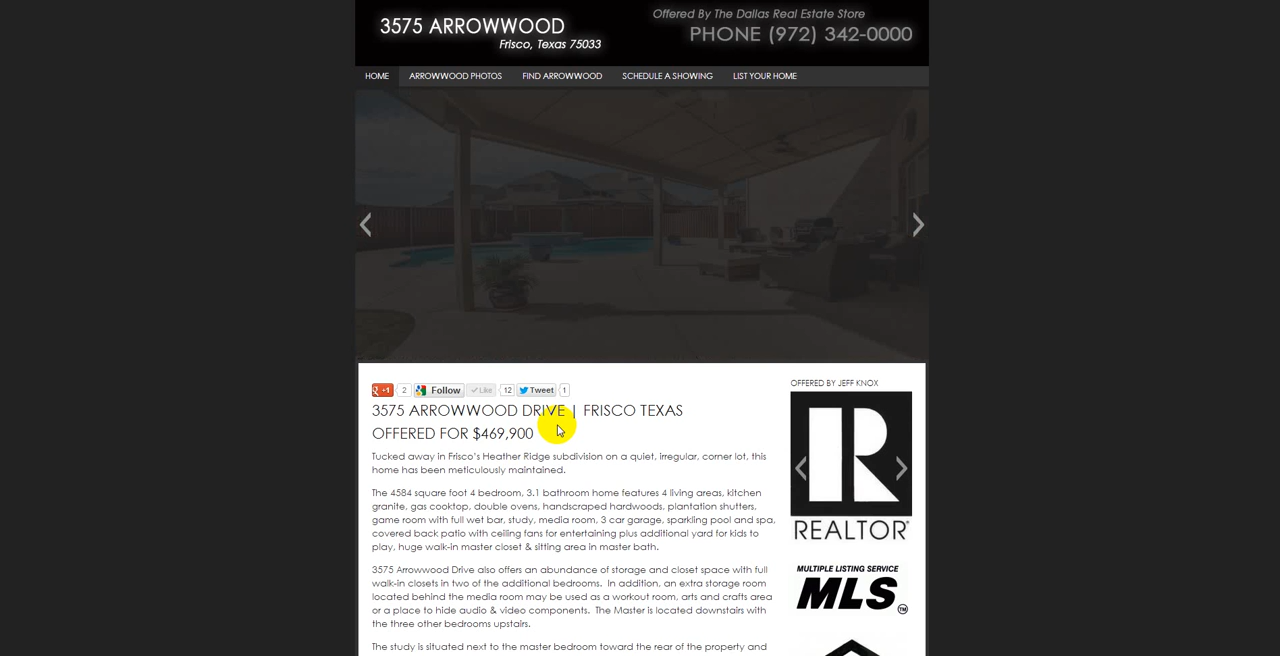 3575 ARROWWOOD
Frisco, Texas 75033
Offered By The Dallas Real Estate Store
PHONE (972) 342-0000
HOME
ARROWWOOD PHOTOS
FIND ARROWWOOD
SCHEDULE A SHOWING
LIST YOUR HOME
+1
2
Follow
Like
12
Tweet
1
3575 ARROWWOOD DRIVE | FRISCO TEXAS
OFFERED FOR $469,900
Tucked away in Frisco's Heather Ridge subdivision on a quiet, irregular, corner lot, this
home has been meticulously maintained.
The 4584 square foot 4 bedroom, 3.1 bathroom home features 4 living areas, kitchen
granite, gas cooktop, double ovens, handscraped hardwoods, plantation shutters,
game room with full wet bar, study, media room, 3 car garage, sparkling pool and spa,
covered back patio with ceiling fans for entertaining plus additional yard for kids to
play, huge walk-in master closet & sitting area in master bath.
3575 Arrowwood Drive also offers an abundance of storage and closet space with full
walk-in closets in two of the additional bedrooms. In addition, an extra storage room
located behind the media room may be used as a workout room, arts and crafts area
or a place to hide audio & video components. The Master is located downstairs with
the three other bedrooms upstairs.
The study is situated next to the master bedroom toward the rear of the property and
OFFERED BY JEFF KNOX
R
REALTOR®
MULTIPLE LISTING SERVICE
MLS
TM